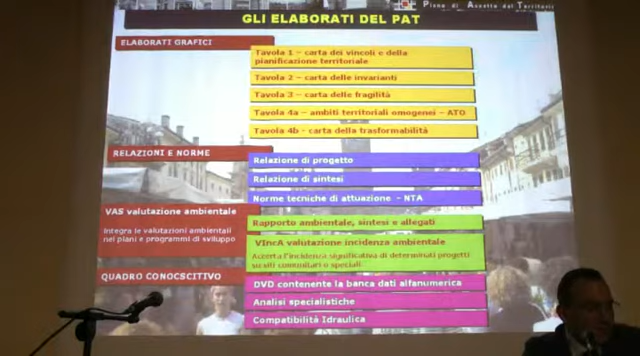 Piano di Assetto del Territorio
GLI ELABORATI DEL PAT
ELABORATI GRAFICI
Tavola 1 – carta dei vincoli e della
pianificazione territoriale
Tavola 2 – carta delle invarianti
Tavola 3 – carta delle fragilità
Tavola 4a – ambiti territoriali omogenei – ATO
Tavola 4b – carta della trasformabilità
RELAZIONI E NORME
Relazione di progetto
Relazione di sintesi
Norme tecniche di attuazione - NTA
VAS valutazione ambientale
Integra le valutazioni ambientali
nei piani e programmi di sviluppo
Rapporto ambientale, sintesi e allegati
VIncA valutazione incidenza ambientale
Accerta l'incidenza significativa di determinati progetti
su siti comunitari o speciali
QUADRO CONOCSCITIVO
DVD contenente la banca dati alfanumerica
Analisi specialistiche
Compatibilità Idraulica